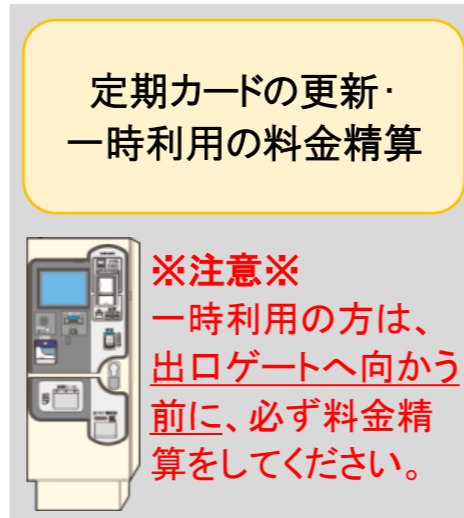 定期カードの更新・
一時利用の料金精算
※注意※
一時利用の方は、
出口ゲートへ向かう
前に、必ず料金精
算をしてください。